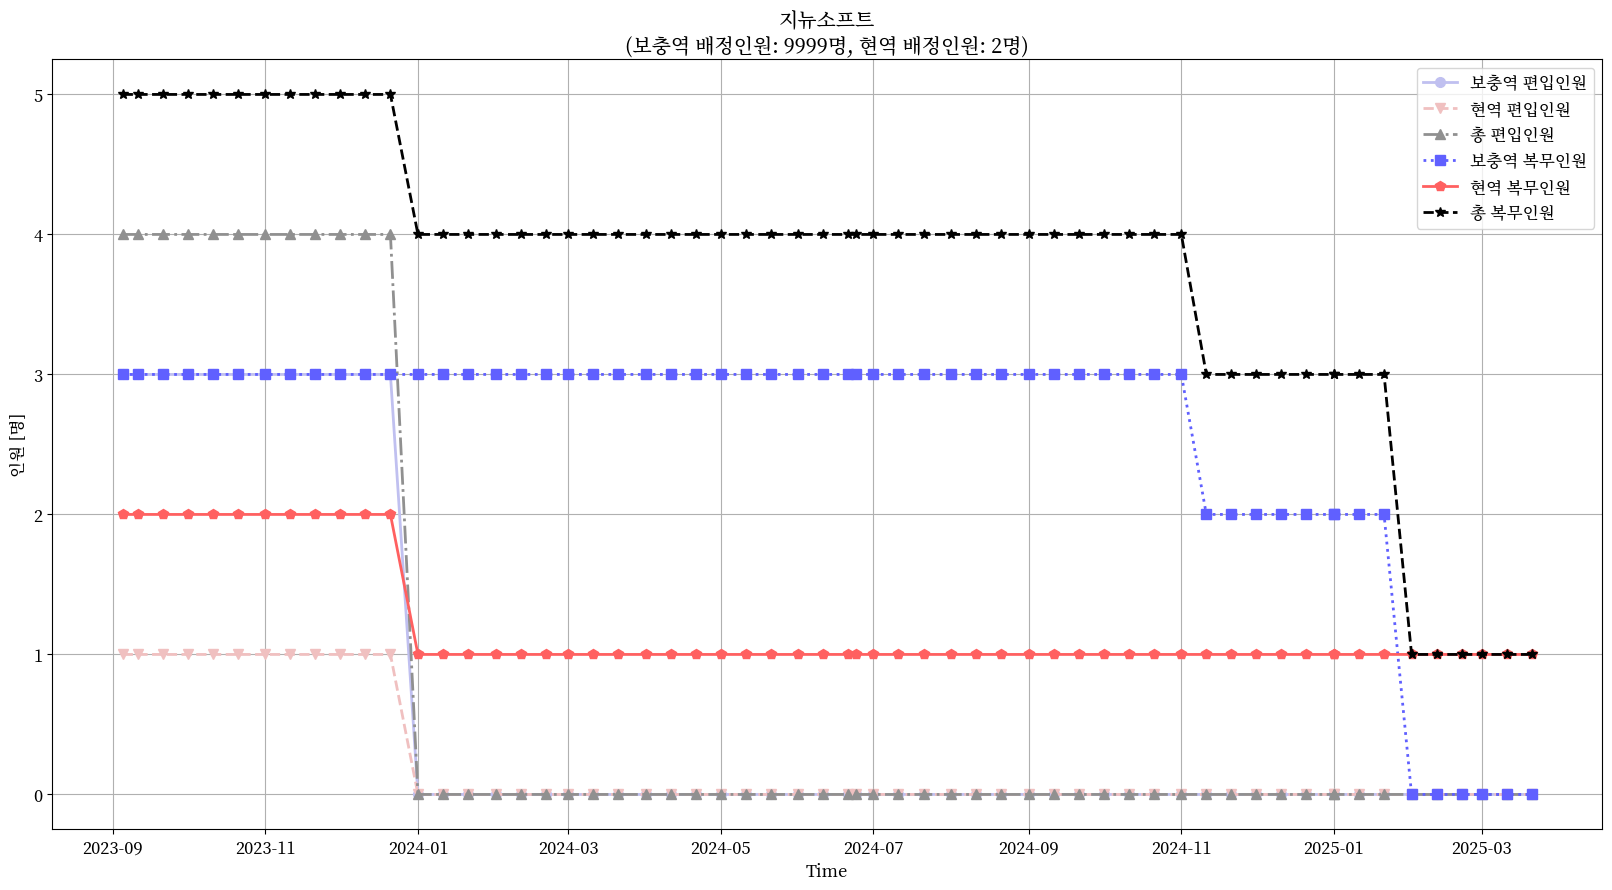 지뉴소프트
(보충역 배정인원: 9999명, 현역 배정인원: 2명)
보충역 편입인원
현역 편입인원
총 편입인원
보충역 복무인원
현역 복무인원
총 복무인원
인원 [명]
5
4
3
2
1
0
2023-09
2023-11
2024-01
2024-03
2024-05
2024-07
2024-09
2024-11
2025-01
2025-03
Time